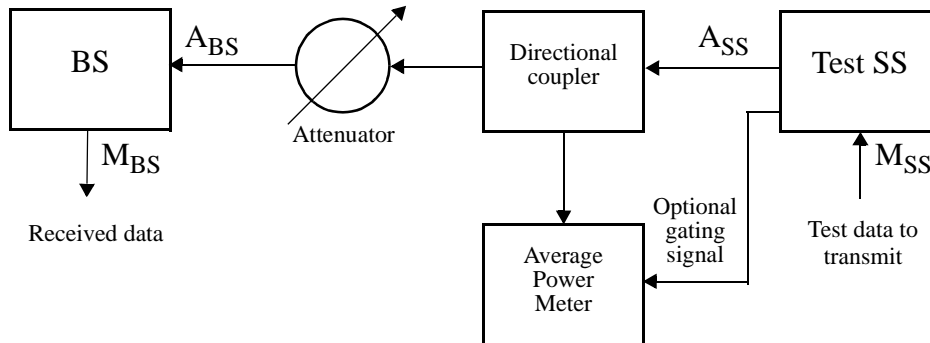 BS
A_BS
Attenuator
Directional
coupler
A_SS
Test SS
M_BS
Received data
M_SS
Test data to
transmit
Optional
gating
signal
Average
Power
Meter